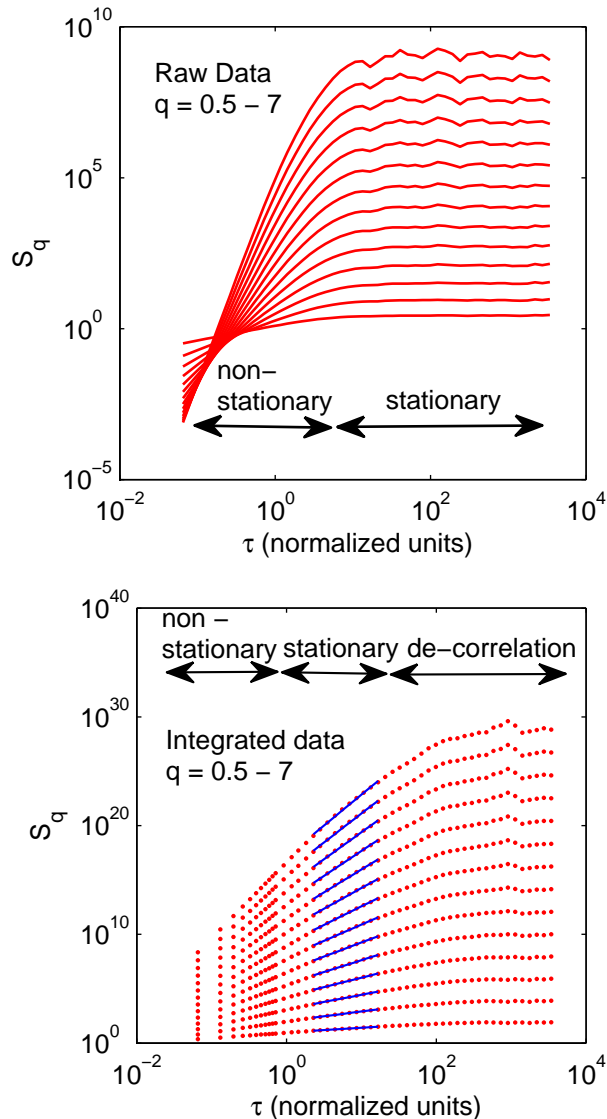 10^10
Raw Data
q = 0.5 − 7
10^5
S_q
10^0
non−
stationary
stationary
10^−5
10^−2
10^0
10^2
10^4
τ (normalized units)
10^40
non −
stationary
stationary
de−correlation
10^30
Integrated data
q = 0.5 − 7
10^20
S_q
10^10
10^0
10^−2
10^0
10^2
10^4
τ (normalized units)